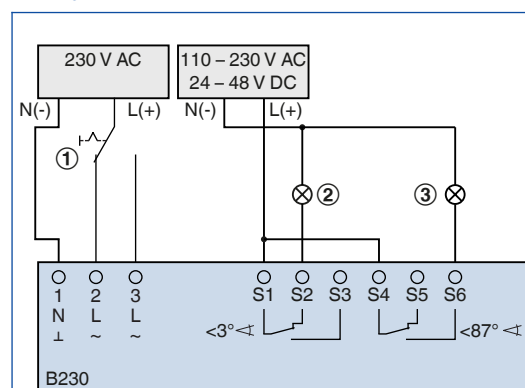 230 V AC
110 – 230 V AC
24 – 48 V DC
N(-) L(+) N(-) L(+)
1
2 3
1 2 3 S1 S2 S3 S4 S5 S6
N L L
⊥ ~ ~
<3°∢ <87°∢
B230